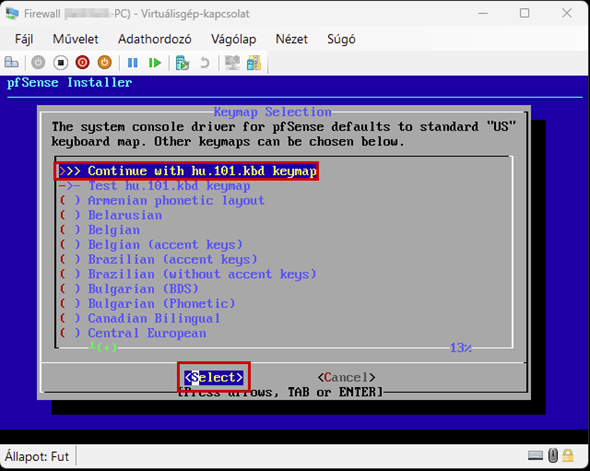 Firewall -PC) - Virtuálisgép-kapcsolat
Fájl Művelet Adathordozó Vágólap Nézet Súgó
pfSense Installer
Keymap Selection
The system console driver for pfSense defaults to standard "US"
keyboard map. Other keymaps can be chosen below.
>>> Continue with hu.101.kbd keymap
->- Test hu.101.kbd keymap
( ) Armenian phonetic layout
( ) Belarusian
( ) Belgian
( ) Belgian (accent keys)
( ) Brazilian (accent keys)
( ) Brazilian (without accent keys)
( ) Bulgarian (BDS)
( ) Bulgarian (Phonetic)
( ) Canadian Bilingual
( ) Central European
(+) 13%
<Select> <Cancel>
[Press arrows, TAB or ENTER]
Állapot: Fut